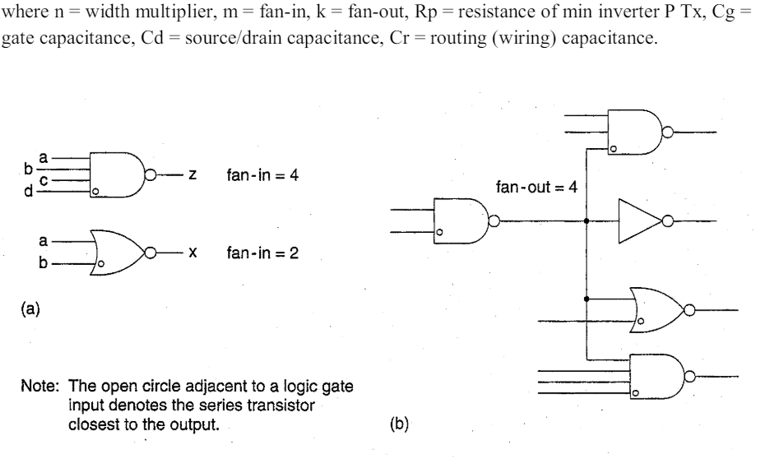 where n = width multiplier, m = fan-in, k = fan-out, Rp = resistance of min inverter P Tx, Cg =
gate capacitance, Cd = source/drain capacitance, Cr = routing (wiring) capacitance.
a
b
c
d
z
fan-in = 4
a
b
x
fan-in = 2
(a)
fan-out = 4
Note: The open circle adjacent to a logic gate
input denotes the series transistor
closest to the output.
(b)